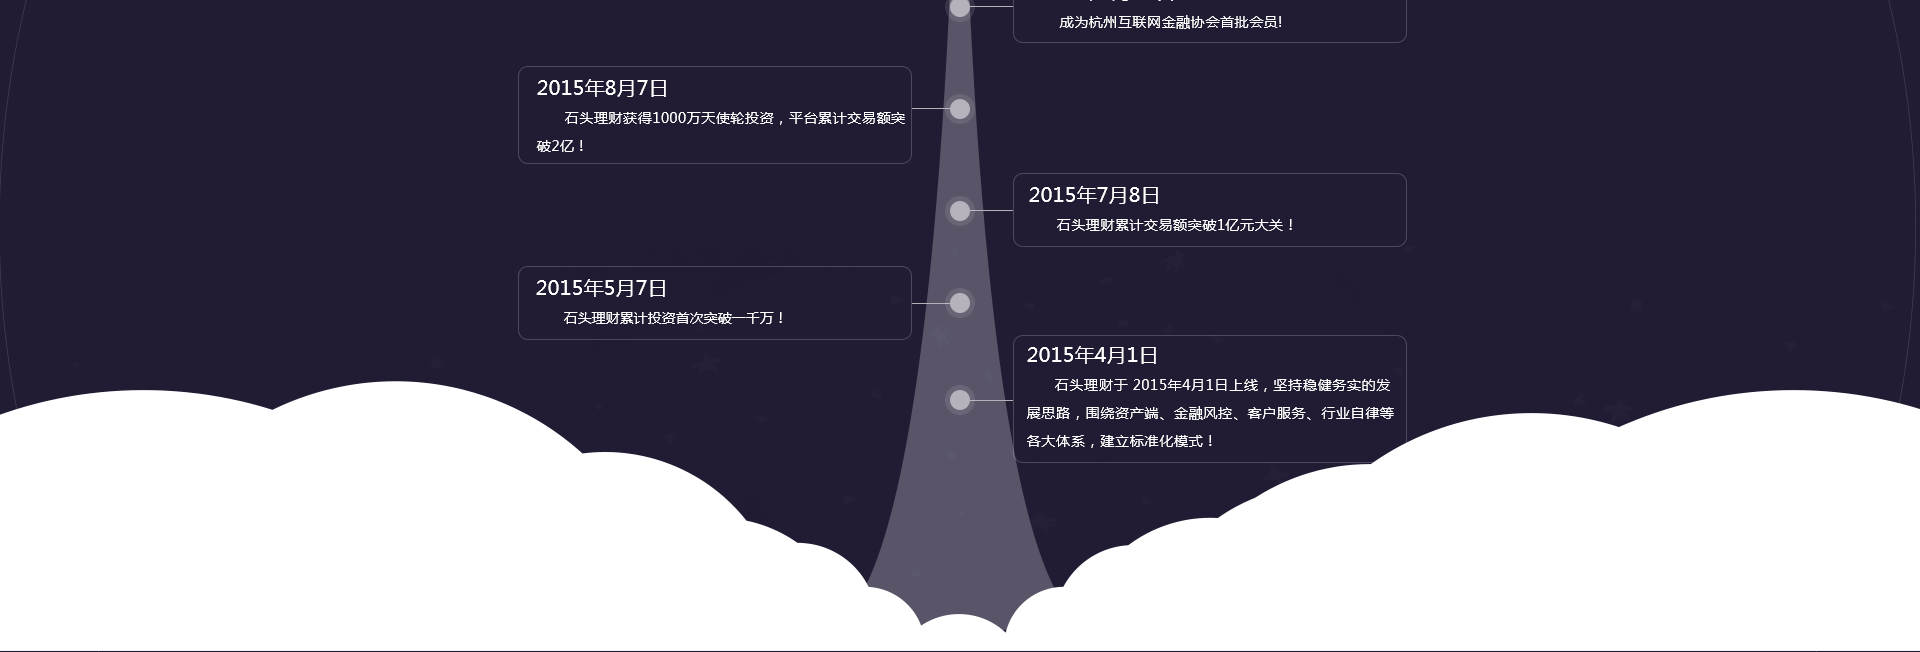 成为杭州互联网金融协会首批会员!
2015年8月7日
石头理财获得1000万天使轮投资，平台累计交易额突
破2亿！
2015年7月8日
石头理财累计交易额突破1亿元大关！
2015年5月7日
石头理财累计投资首次突破一千万！
2015年4月1日
石头理财于 2015年4月1日上线，坚持稳健务实的发
展思路，围绕资产端、金融风控、客户服务、行业自律等
各大体系，建立标准化模式！